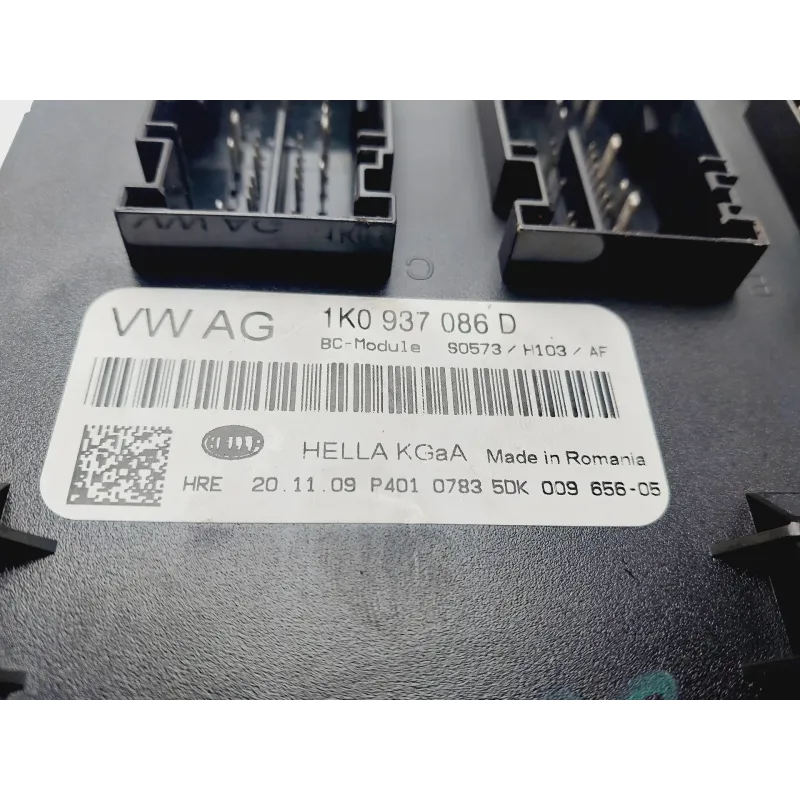 C
H
VW AG 1K0 937 086 D
BC-Module S0573 / H103 / AF
HELLA
HELLA KGaA Made in Romania
HRE 20.11.09 P401 0783 5DK 009 656-05